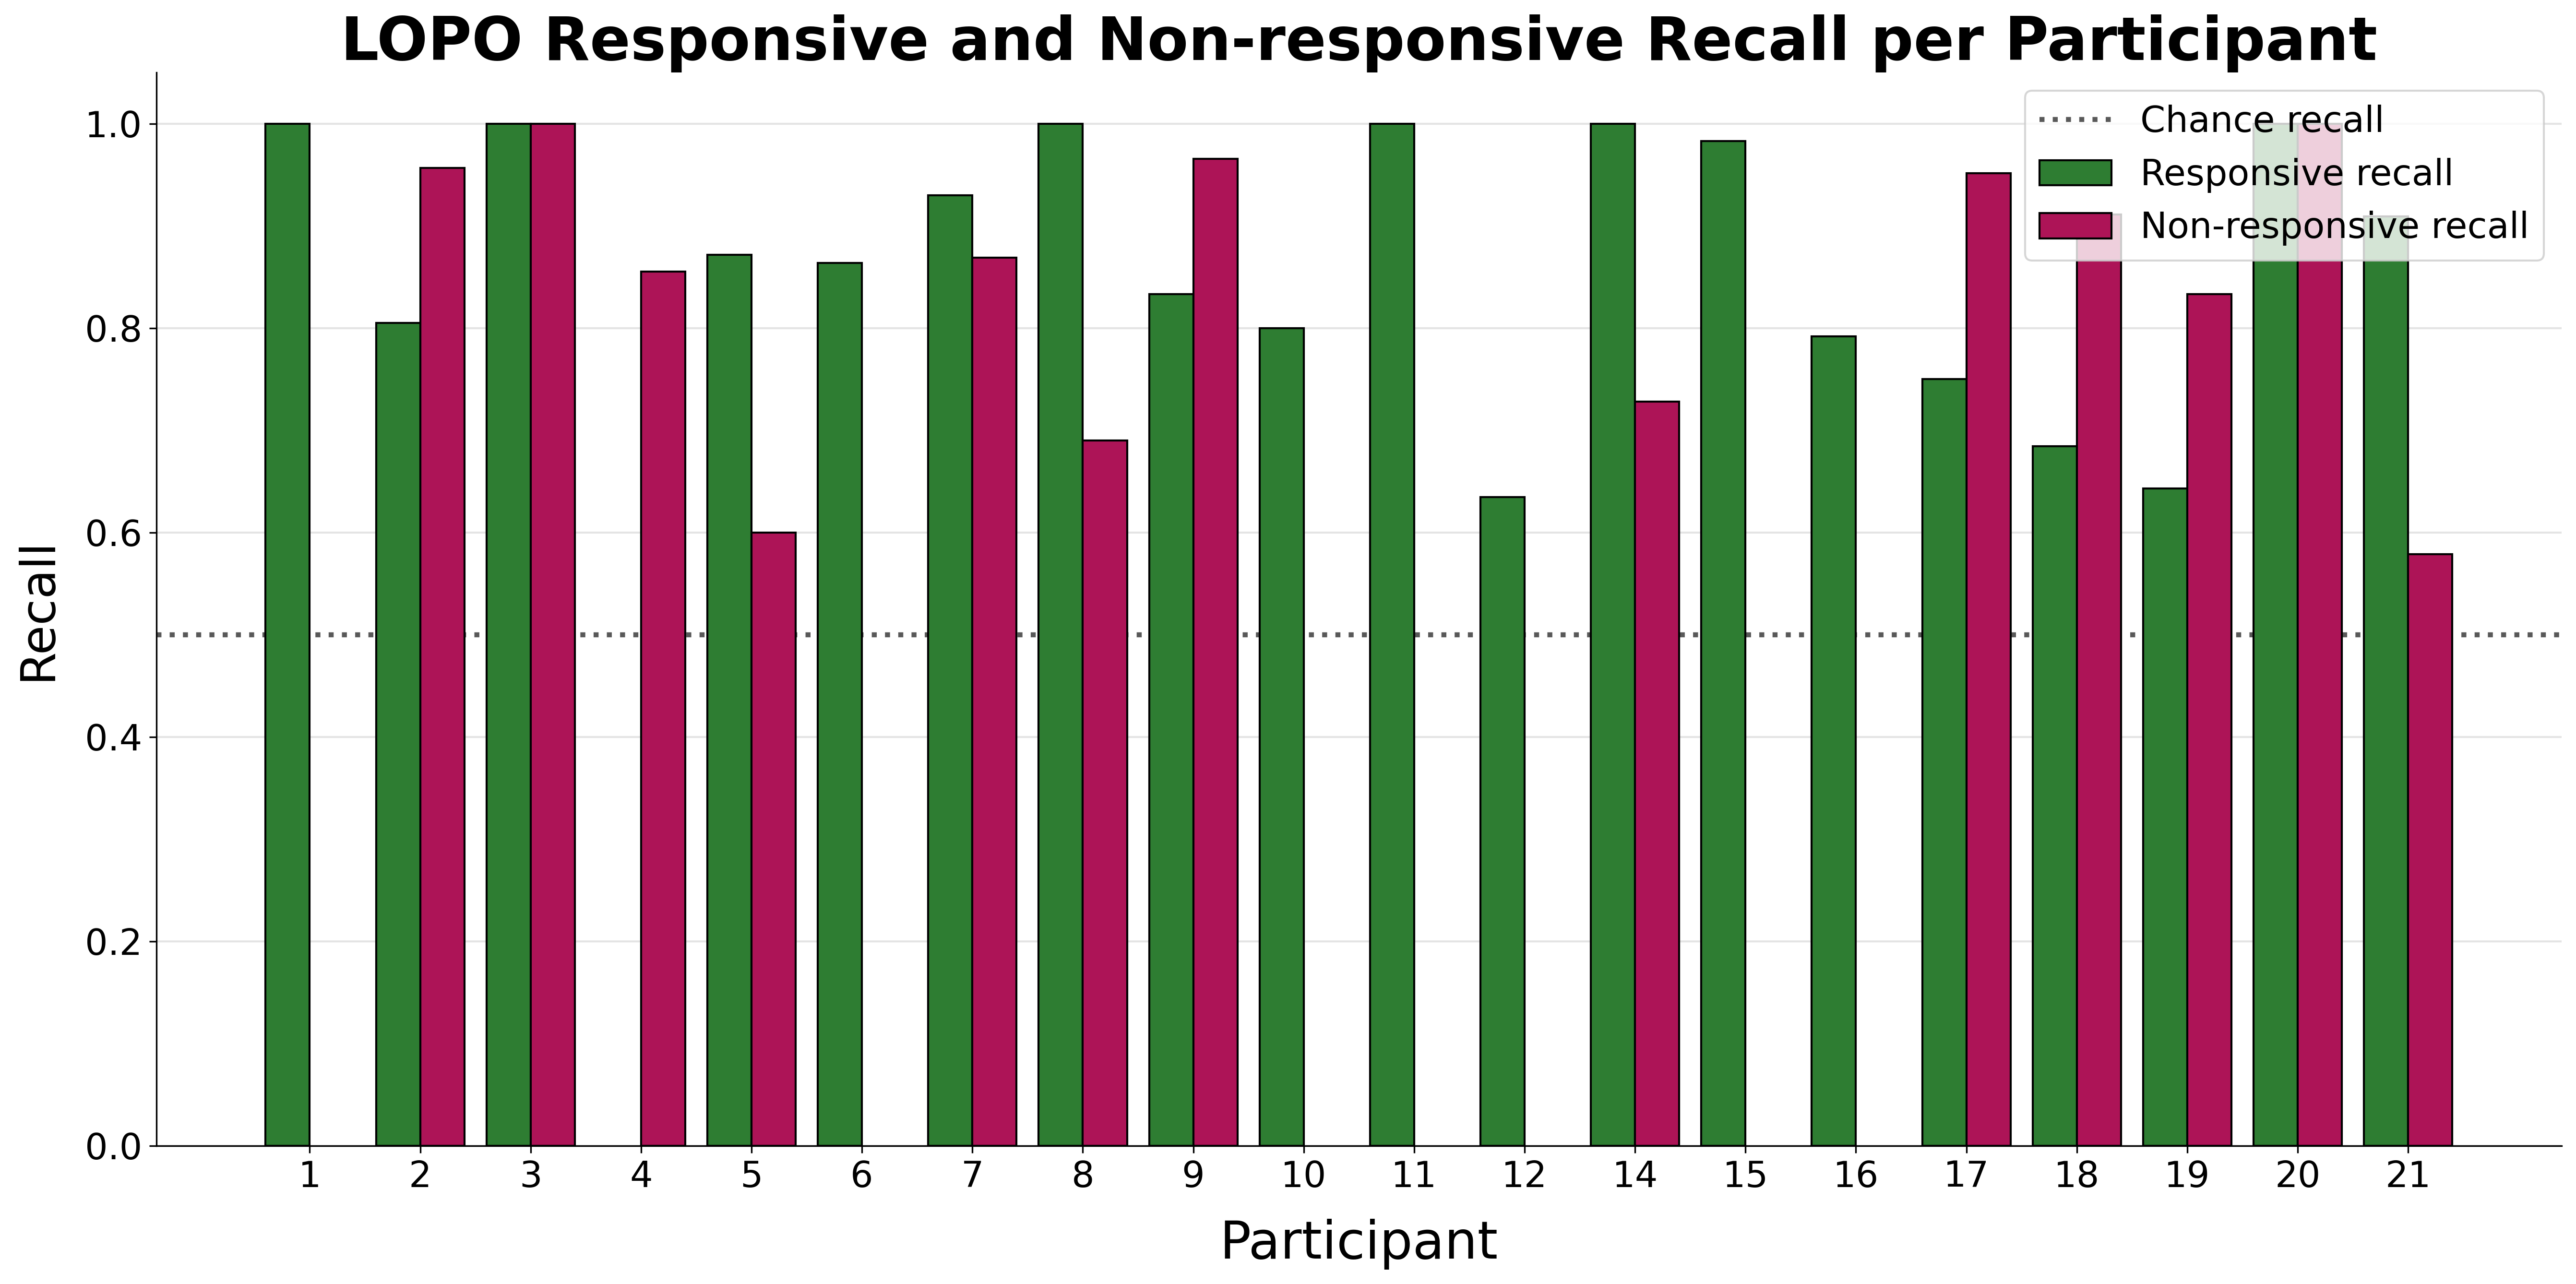 LOPO Responsive and Non-responsive Recall per Participant
Chance recall
Responsive recall
Non-responsive recall
1.0
0.8
0.6
0.4
0.2
0.0
Recall
1 2 3 4 5 6 7 8 9 10 11 12 14 15 16 17 18 19 20 21
Participant